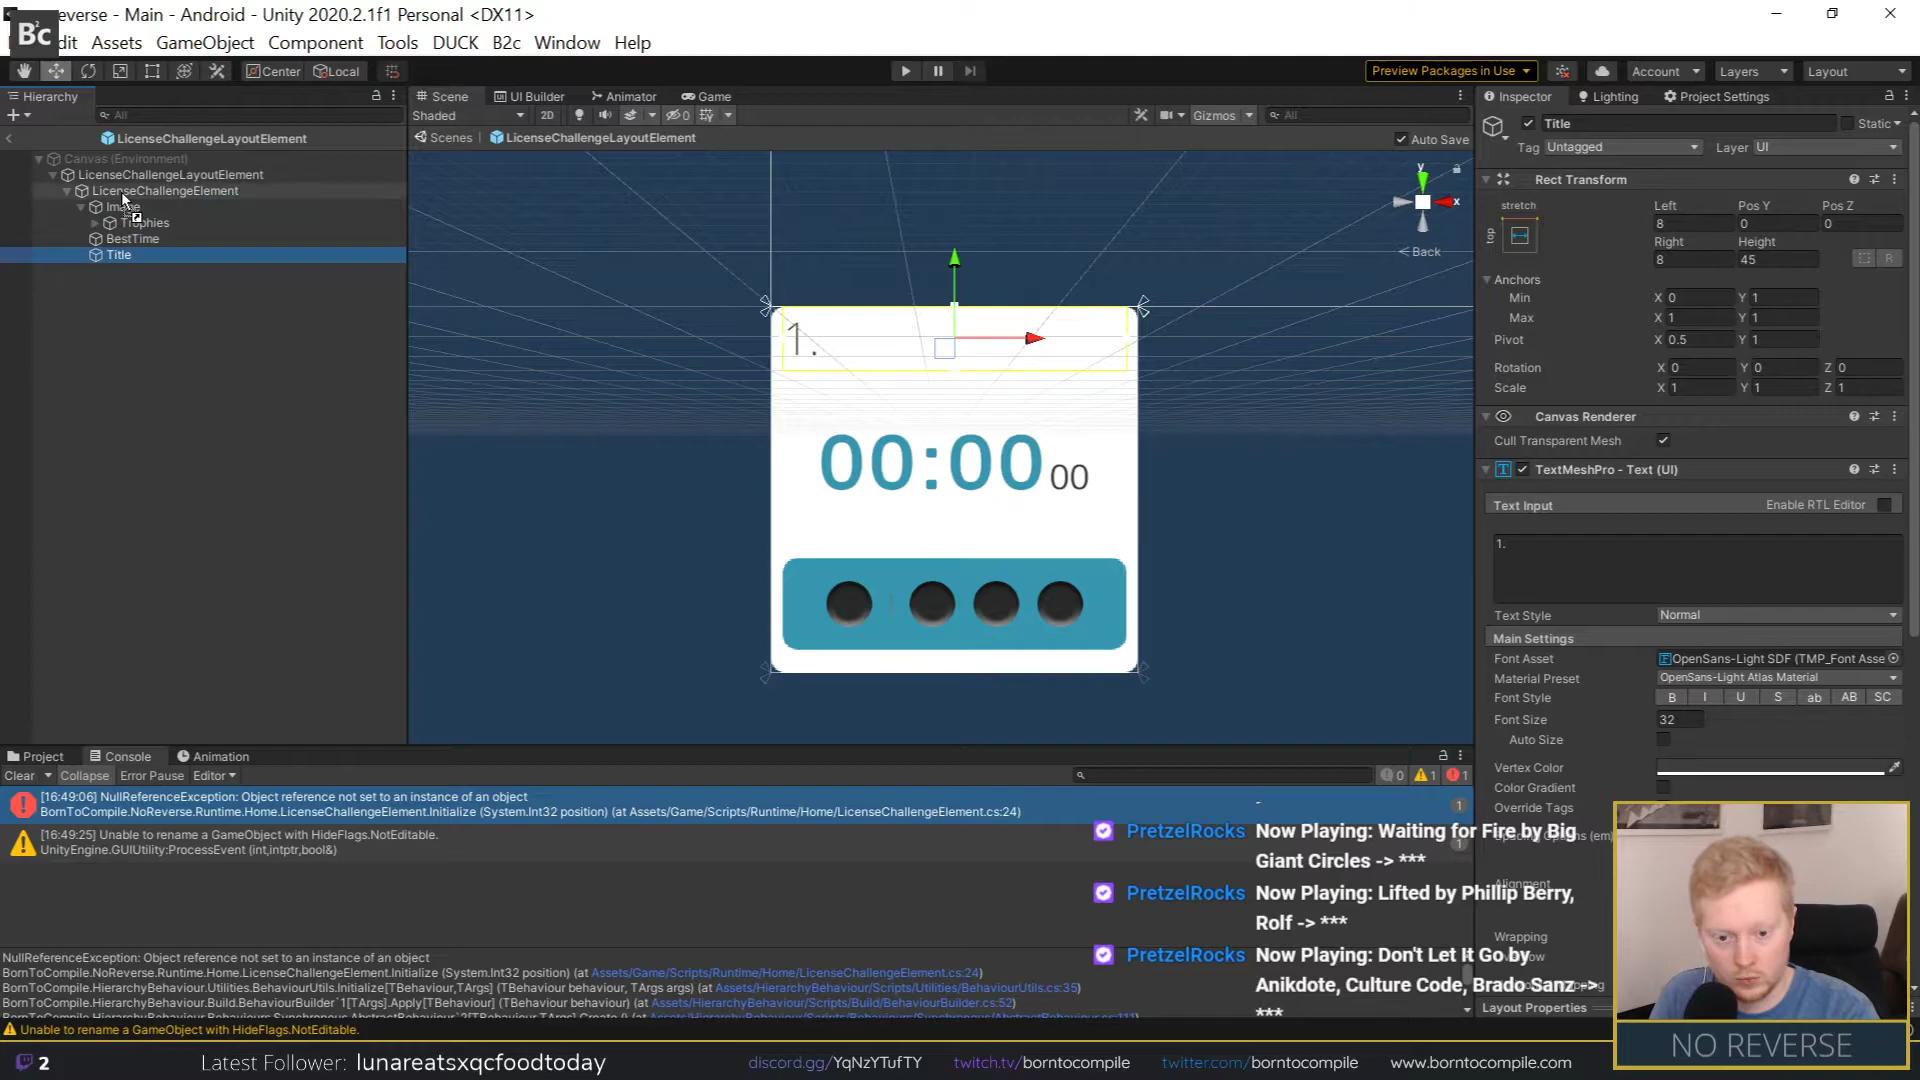 Bc 2
everse - Main - Android - Unity 2020.2.1f1 Personal <DX11>
dit Assets GameObject Component Tools DUCK B2c Window Help
Center Local
Preview Packages in Use Account Layers Layout
Hierarchy
All
LicenseChallengeLayoutElement
Canvas (Environment)
LicenseChallengeLayoutElement
LicenseChallengeElement
Image
Trophies
BestTime
Title
Scene UI Builder Animator Game
Shaded 2D 0 Gizmos All
Scenes LicenseChallengeLayoutElement Auto Save
y
x
Back
1.
00:00 00
Inspector Lighting Project Settings
Title Static
Tag Untagged Layer UI
Rect Transform
stretch Left Pos Y Pos Z
top 8 0 0
Right Height
8 45 R
Anchors
Min X 0 Y 1
Max X 1 Y 1
Pivot X 0.5 Y 1
Rotation X 0 Y 0 Z 0
Scale X 1 Y 1 Z 1
Canvas Renderer
Cull Transparent Mesh
TextMeshPro - Text (UI)
Text Input Enable RTL Editor
1.
Text Style Normal
Main Settings
Font Asset OpenSans-Light SDF (TMP_Font Asse
Material Preset OpenSans-Light Atlas Material
Font Style B I U S ab AB SC
Font Size 32
Auto Size
Vertex Color
Color Gradient
Override Tags
Alignment
Wrapping
Layout Properties
Project Console Animation
Clear Collapse Error Pause Editor 0 1 1
[16:49:06] NullReferenceException: Object reference not set to an instance of an object
BornToCompile.NoReverse.Runtime.Home.LicenseChallengeElement.Initialize (System.Int32 position) (at Assets/Game/Scripts/Runtime/Home/LicenseChallengeElement.cs:24) 1
[16:49:25] Unable to rename a GameObject with HideFlags.NotEditable.
UnityEngine.GUIUtility:ProcessEvent (int,intptr,bool&) 1
PretzelRocks Now Playing: Waiting for Fire by Big
Giant Circles -> ***
PretzelRocks Now Playing: Lifted by Phillip Berry,
Rolf -> ***
PretzelRocks Now Playing: Don't Let It Go by
Anikdote, Culture Code, Brado Sanz ->
***
NullReferenceException: Object reference not set to an instance of an object
BornToCompile.NoReverse.Runtime.Home.LicenseChallengeElement.Initialize (System.Int32 position) (at Assets/Game/Scripts/Runtime/Home/LicenseChallengeElement.cs:24)
BornToCompile.HierarchyBehaviour.Utilities.BehaviourUtils.Initialize[TBehaviour,TArgs] (TBehaviour behaviour, TArgs args) (at Assets/HierarchyBehaviour/Scripts/Utilities/BehaviourUtils.cs:35)
BornToCompile.HierarchyBehaviour.Build.BehaviourBuilder`1[TArgs].Apply[TBehaviour] (TBehaviour behaviour) (at Assets/HierarchyBehaviour/Scripts/Build/BehaviourBuilder.cs:52)
Unable to rename a GameObject with HideFlags.NotEditable.
NO REVERSE
2 Latest Follower: lunareatsxqcfoodtoday discord.gg/YqNzYTufTY twitch.tv/borntocompile twitter.com/borntocompile www.borntocompile.com